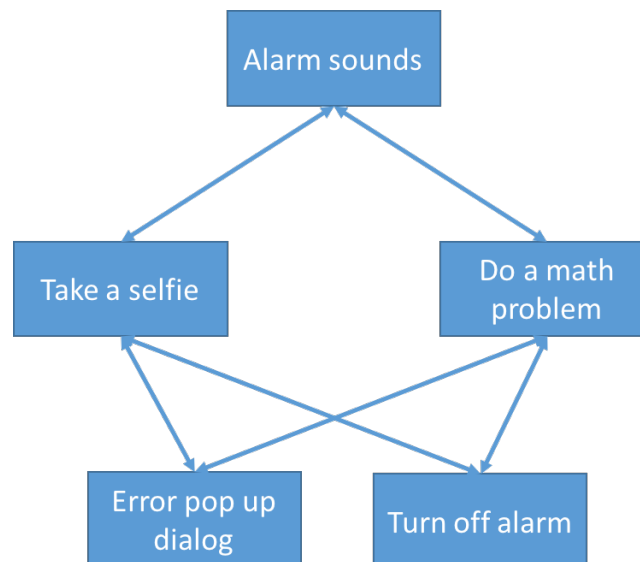 Alarm sounds
Take a selfie
Do a math
problem
Error pop up
dialog
Turn off alarm